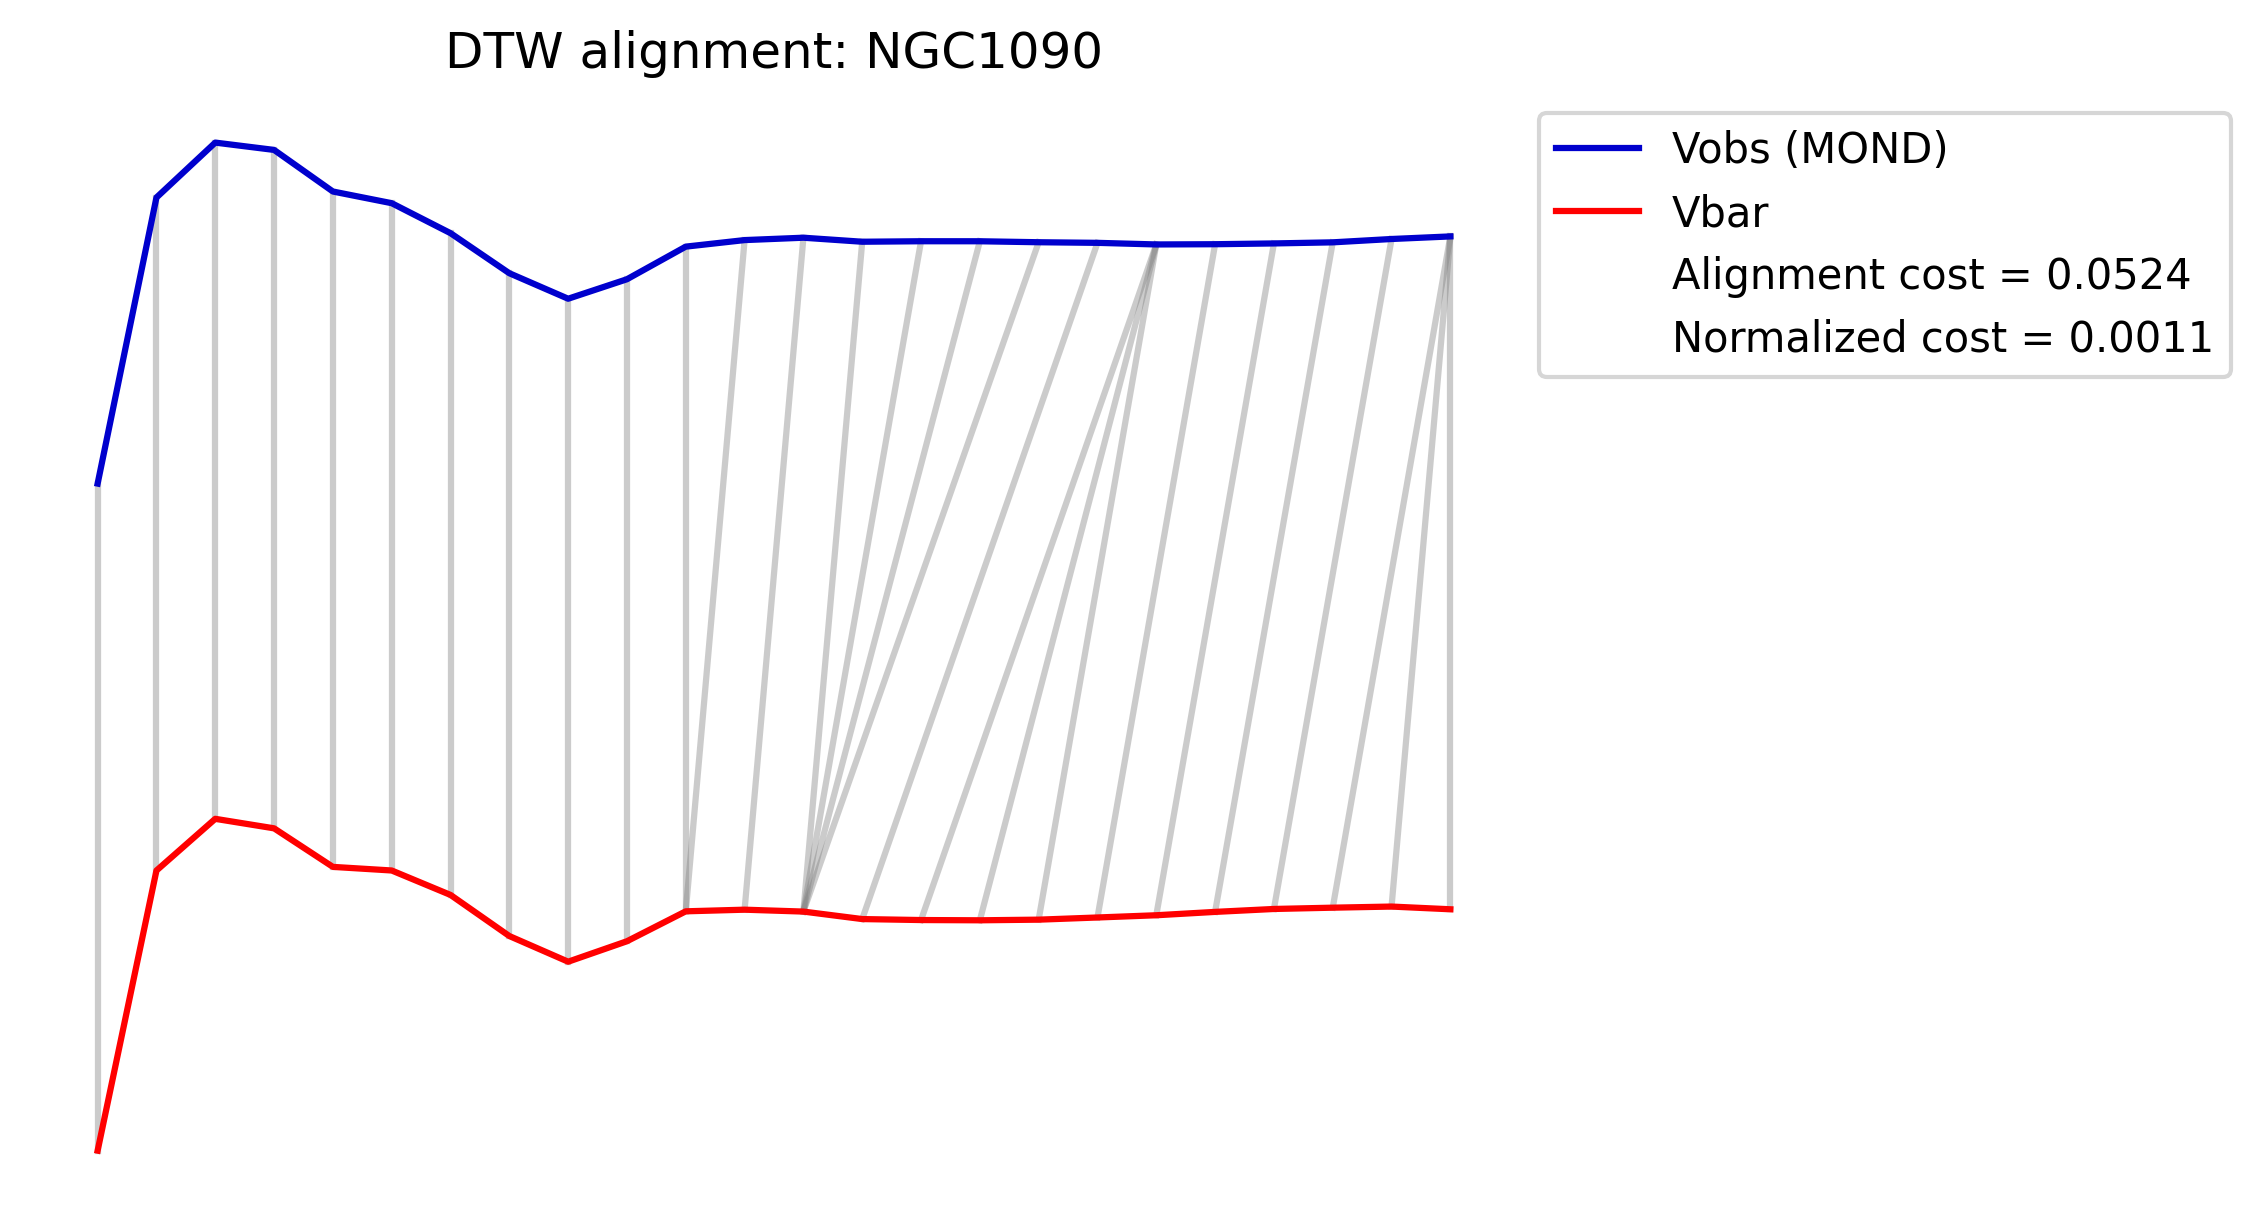 DTW alignment: NGC1090
Vobs (MOND)
Vbar
Alignment cost = 0.0524
Normalized cost = 0.0011